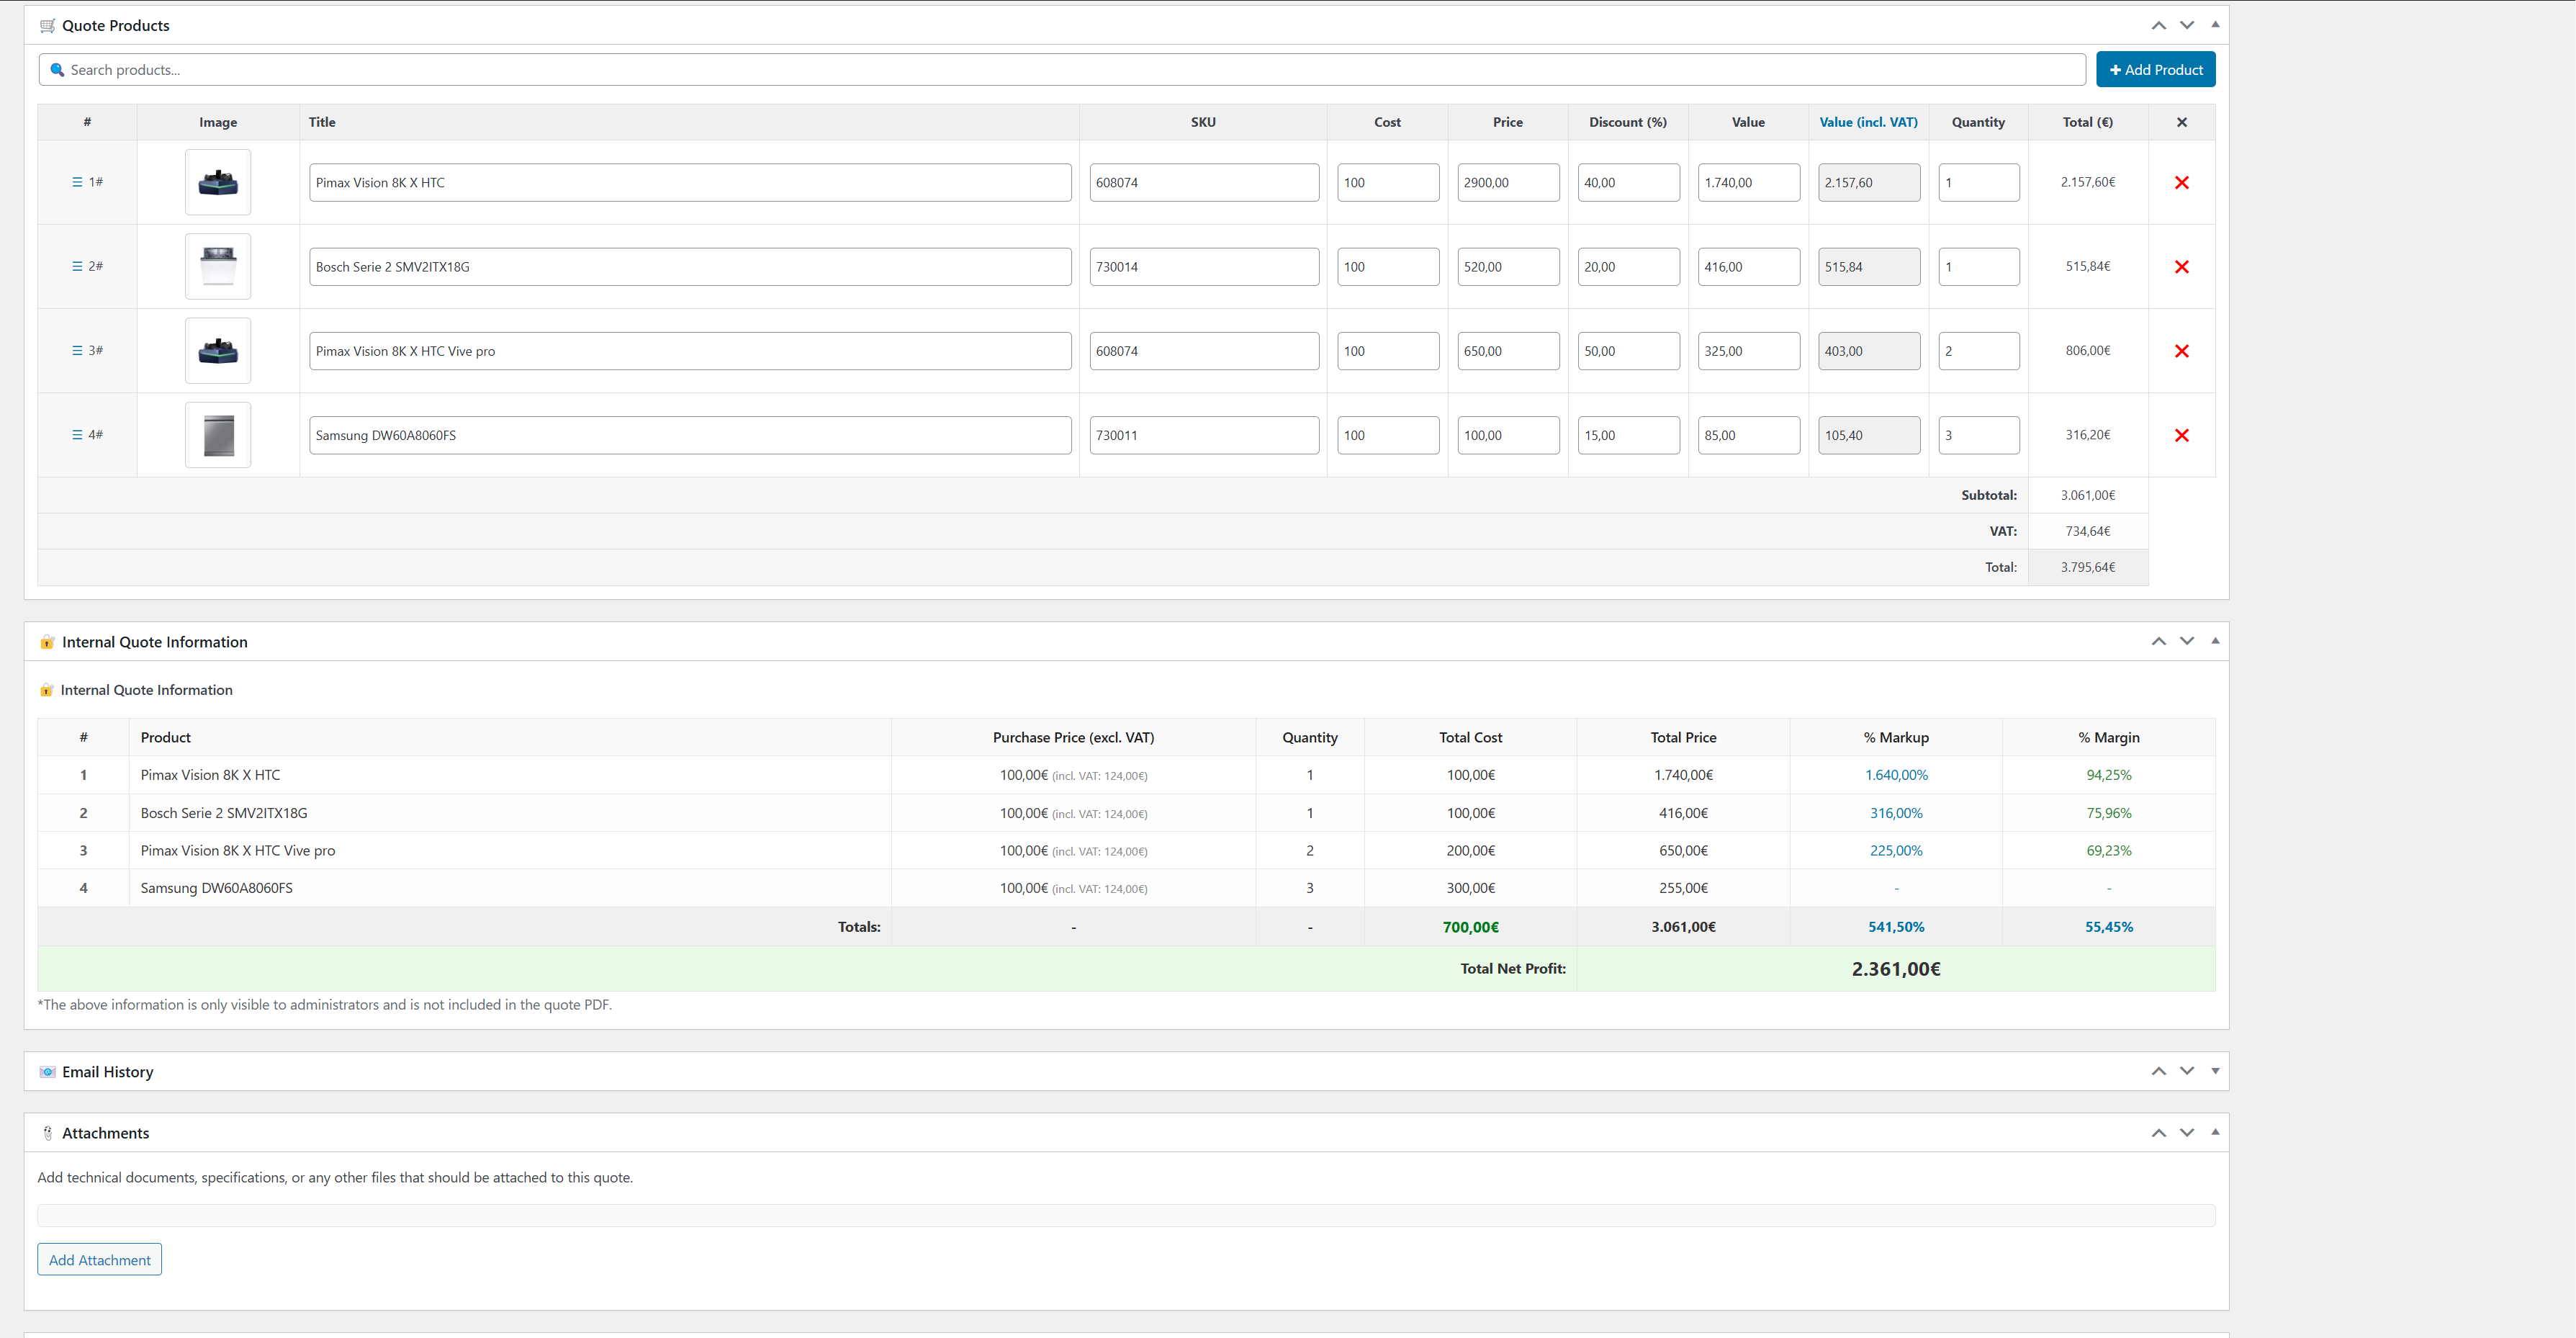 Quote Products
Search products...
+ Add Product
# Image Title SKU Cost Price Discount (%) Value Value (incl. VAT) Quantity Total (€) ✕
☰ 1# Pimax Vision 8K X HTC 608074 100 2900,00 40,00 1.740,00 2.157,60 1 2.157,60€ ✕
☰ 2# Bosch Serie 2 SMV2ITX18G 730014 100 520,00 20,00 416,00 515,84 1 515,84€ ✕
☰ 3# Pimax Vision 8K X HTC Vive pro 608074 100 650,00 50,00 325,00 403,00 2 806,00€ ✕
☰ 4# Samsung DW60A8060FS 730011 100 100,00 15,00 85,00 105,40 3 316,20€ ✕
Subtotal: 3.061,00€
VAT: 734,64€
Total: 3.795,64€
Internal Quote Information
Internal Quote Information
# Product Purchase Price (excl. VAT) Quantity Total Cost Total Price % Markup % Margin
1 Pimax Vision 8K X HTC 100,00€ (incl. VAT: 124,00€) 1 100,00€ 1.740,00€ 1.640,00% 94,25%
2 Bosch Serie 2 SMV2ITX18G 100,00€ (incl. VAT: 124,00€) 1 100,00€ 416,00€ 316,00% 75,96%
3 Pimax Vision 8K X HTC Vive pro 100,00€ (incl. VAT: 124,00€) 2 200,00€ 650,00€ 225,00% 69,23%
4 Samsung DW60A8060FS 100,00€ (incl. VAT: 124,00€) 3 300,00€ 255,00€ - -
Totals: - - 700,00€ 3.061,00€ 541,50% 55,45%
Total Net Profit: 2.361,00€
*The above information is only visible to administrators and is not included in the quote PDF.
Email History
Attachments
Add technical documents, specifications, or any other files that should be attached to this quote.
Add Attachment